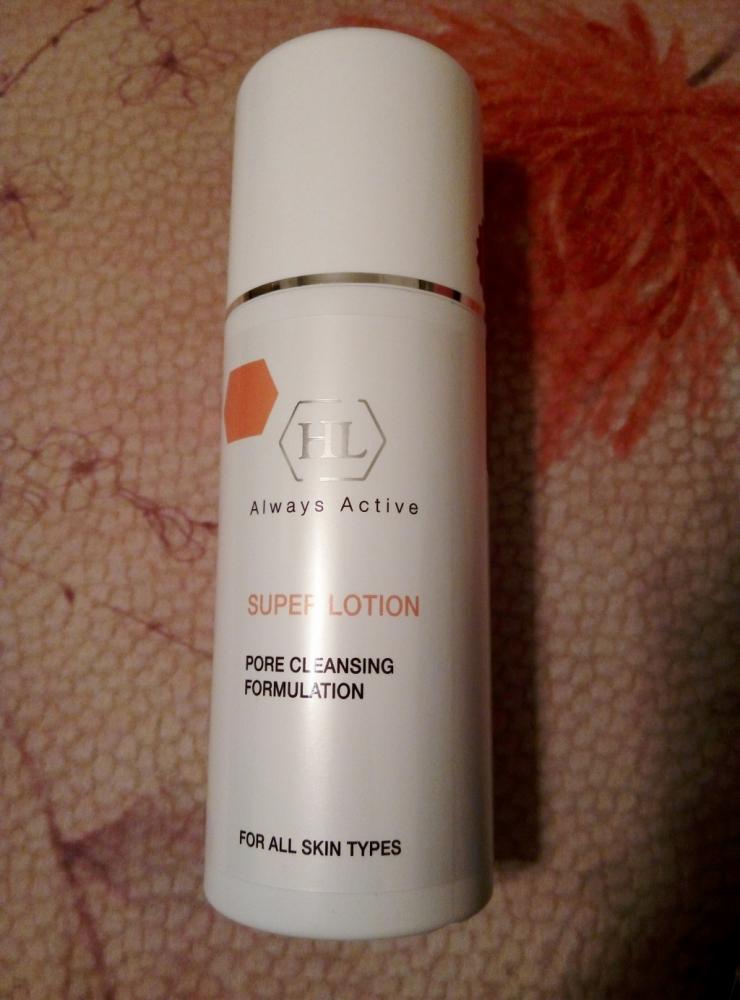 HL
Always Active
SUPER LOTION
PORE CLEANSING
FORMULATION
FOR ALL SKIN TYPES